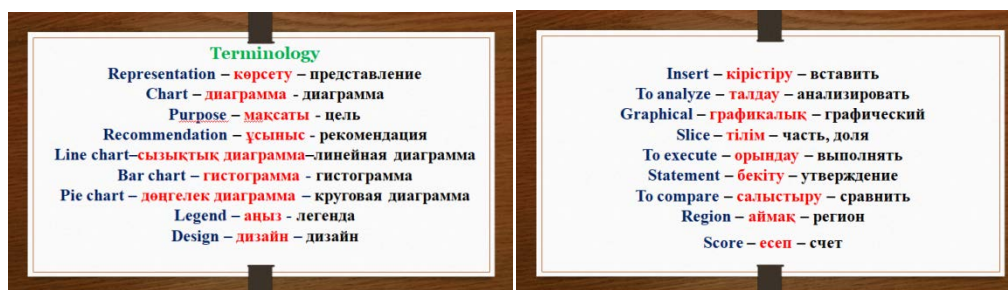 Terminology
Representation – көрсету – представление
Chart – диаграмма - диаграмма
Purpose – мақсаты - цель
Recommendation – ұсыныс - рекомендация
Line chart–сызықтық диаграмма–линейная диаграмма
Bar chart – гистограмма - гистограмма
Pie chart – дөңгелек диаграмма – круговая диаграмма
Legend – аңыз - легенда
Design – дизайн – дизайн
Insert – кірістіру – вставить
To analyze – талдау – анализировать
Graphical – графикалық – графический
Slice – тілім – часть, доля
To execute – орындау – выполнять
Statement – бекіту – утверждение
To compare – салыстыру – сравнить
Region – аймақ – регион
Score – есеп – счет